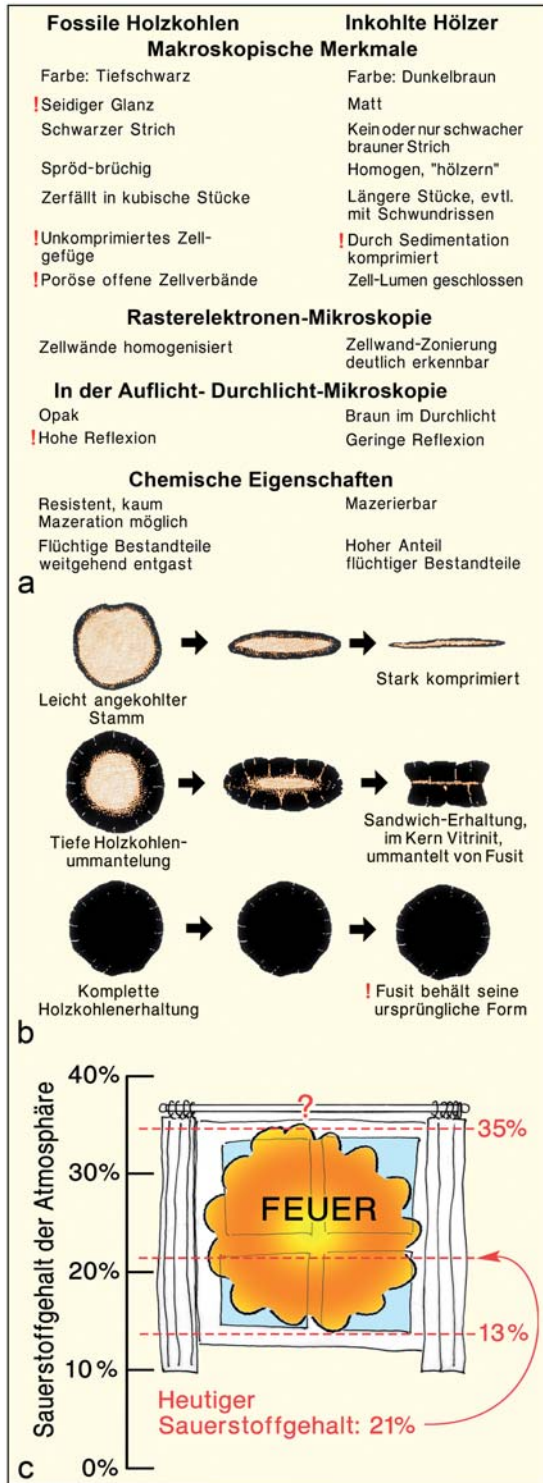 Fossile Holzkohlen
Inkohlte Hölzer
Makroskopische Merkmale
Farbe: Tiefschwarz
Farbe: Dunkelbraun
! Seidiger Glanz
Matt
Schwarzer Strich
Kein oder nur schwacher
brauner Strich
Spröd-brüchig
Homogen, "hölzern"
Zerfällt in kubische Stücke
Längere Stücke, evtl.
mit Schwundrissen
! Unkomprimiertes Zell-
gefüge
! Durch Sedimentation
komprimiert
! Poröse offene Zellverbände
Zell-Lumen geschlossen
Rasterelektronen-Mikroskopie
Zellwände homogenisiert
Zellwand-Zonierung
deutlich erkennbar
In der Auflicht- Durchlicht-Mikroskopie
Opak
Braun im Durchlicht
! Hohe Reflexion
Geringe Reflexion
Chemische Eigenschaften
Resistent, kaum
Mazeration möglich
Mazerierbar
Flüchtige Bestandteile
weitgehend entgast
Hoher Anteil
flüchtiger Bestandteile
a
Leicht angekohlter
Stamm
Stark komprimiert
Tiefe Holzkohlen-
ummantelung
Sandwich-Erhaltung,
im Kern Vitrinit,
ummantelt von Fusit
Komplette
Holzkohlenerhaltung
! Fusit behält seine
ursprüngliche Form
b
Sauerstoffgehalt der Atmosphäre
40%
30%
20%
10%
0%
?
35%
FEUER
13%
Heutiger
Sauerstoffgehalt: 21%
c